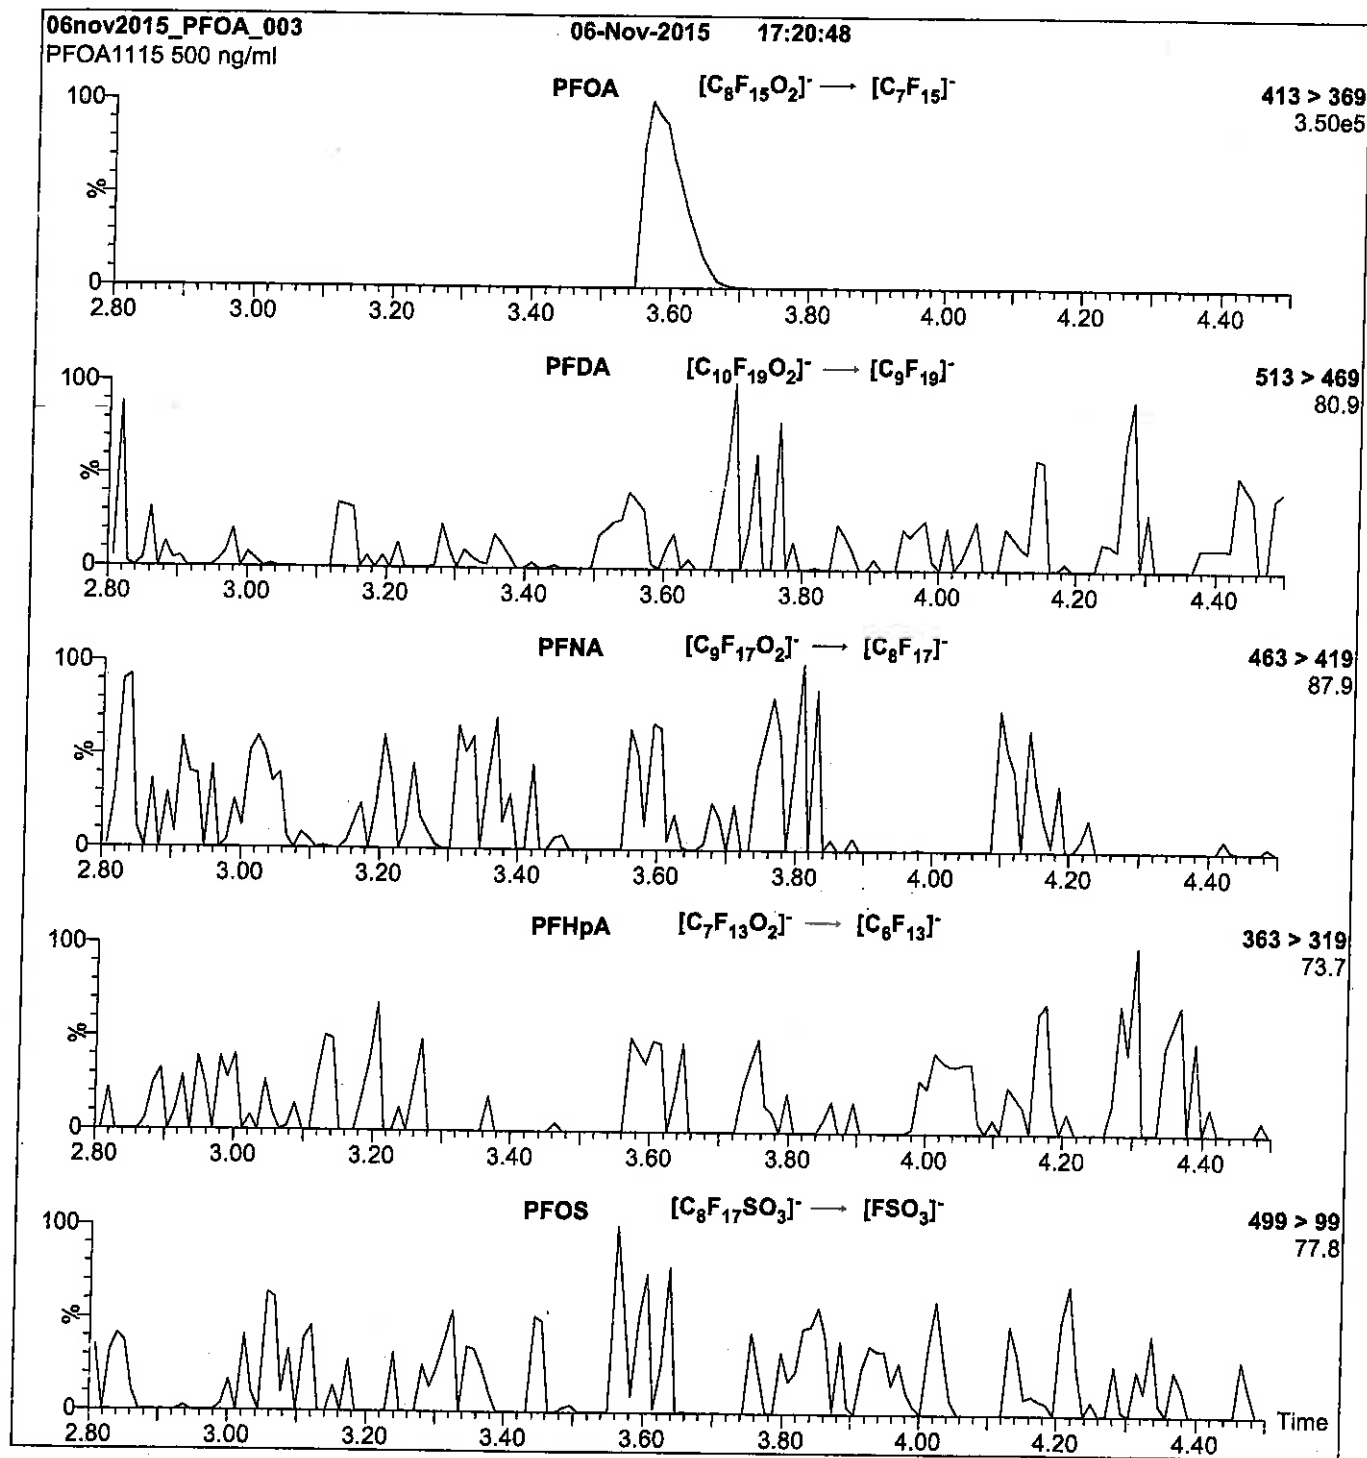 06nov2015_PFOA_003 06-Nov-2015 17:20:48
PFOA1115 500 ng/ml
PFOA [C₈F₁₅O₂]⁻ → [C₇F₁₅]⁻ 413 > 369
3.50e5
100
%
0
2.80 3.00 3.20 3.40 3.60 3.80 4.00 4.20 4.40
PFDA [C₁₀F₁₉O₂]⁻ → [C₉F₁₉]⁻ 513 > 469
80.9
100
%
0
2.80 3.00 3.20 3.40 3.60 3.80 4.00 4.20 4.40
PFNA [C₉F₁₇O₂]⁻ → [C₈F₁₇]⁻ 463 > 419
87.9
100
%
0
2.80 3.00 3.20 3.40 3.60 3.80 4.00 4.20 4.40
PFHpA [C₇F₁₃O₂]⁻ → [C₆F₁₃]⁻ 363 > 319
73.7
100
%
0
2.80 3.00 3.20 3.40 3.60 3.80 4.00 4.20 4.40
PFOS [C₈F₁₇SO₃]⁻ → [FSO₃]⁻ 499 > 99
77.8
100
%
0
Time
2.80 3.00 3.20 3.40 3.60 3.80 4.00 4.20 4.40